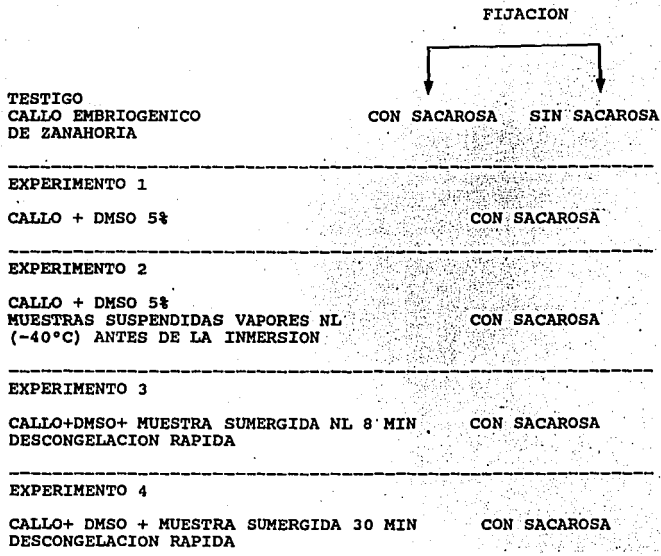 FIJACION
TESTIGO
CALLO EMBRIOGENICO CON SACAROSA SIN SACAROSA
DE ZANAHORIA
EXPERIMENTO 1
CALLO + DMSO 5% CON SACAROSA
EXPERIMENTO 2
CALLO + DMSO 5%
MUESTRAS SUSPENDIDAS VAPORES NL CON SACAROSA
(-40°C) ANTES DE LA INMERSION
EXPERIMENTO 3
CALLO+DMSO+ MUESTRA SUMERGIDA NL 8 MIN CON SACAROSA
DESCONGELACION RAPIDA
EXPERIMENTO 4
CALLO+ DMSO + MUESTRA SUMERGIDA 30 MIN CON SACAROSA
DESCONGELACION RAPIDA